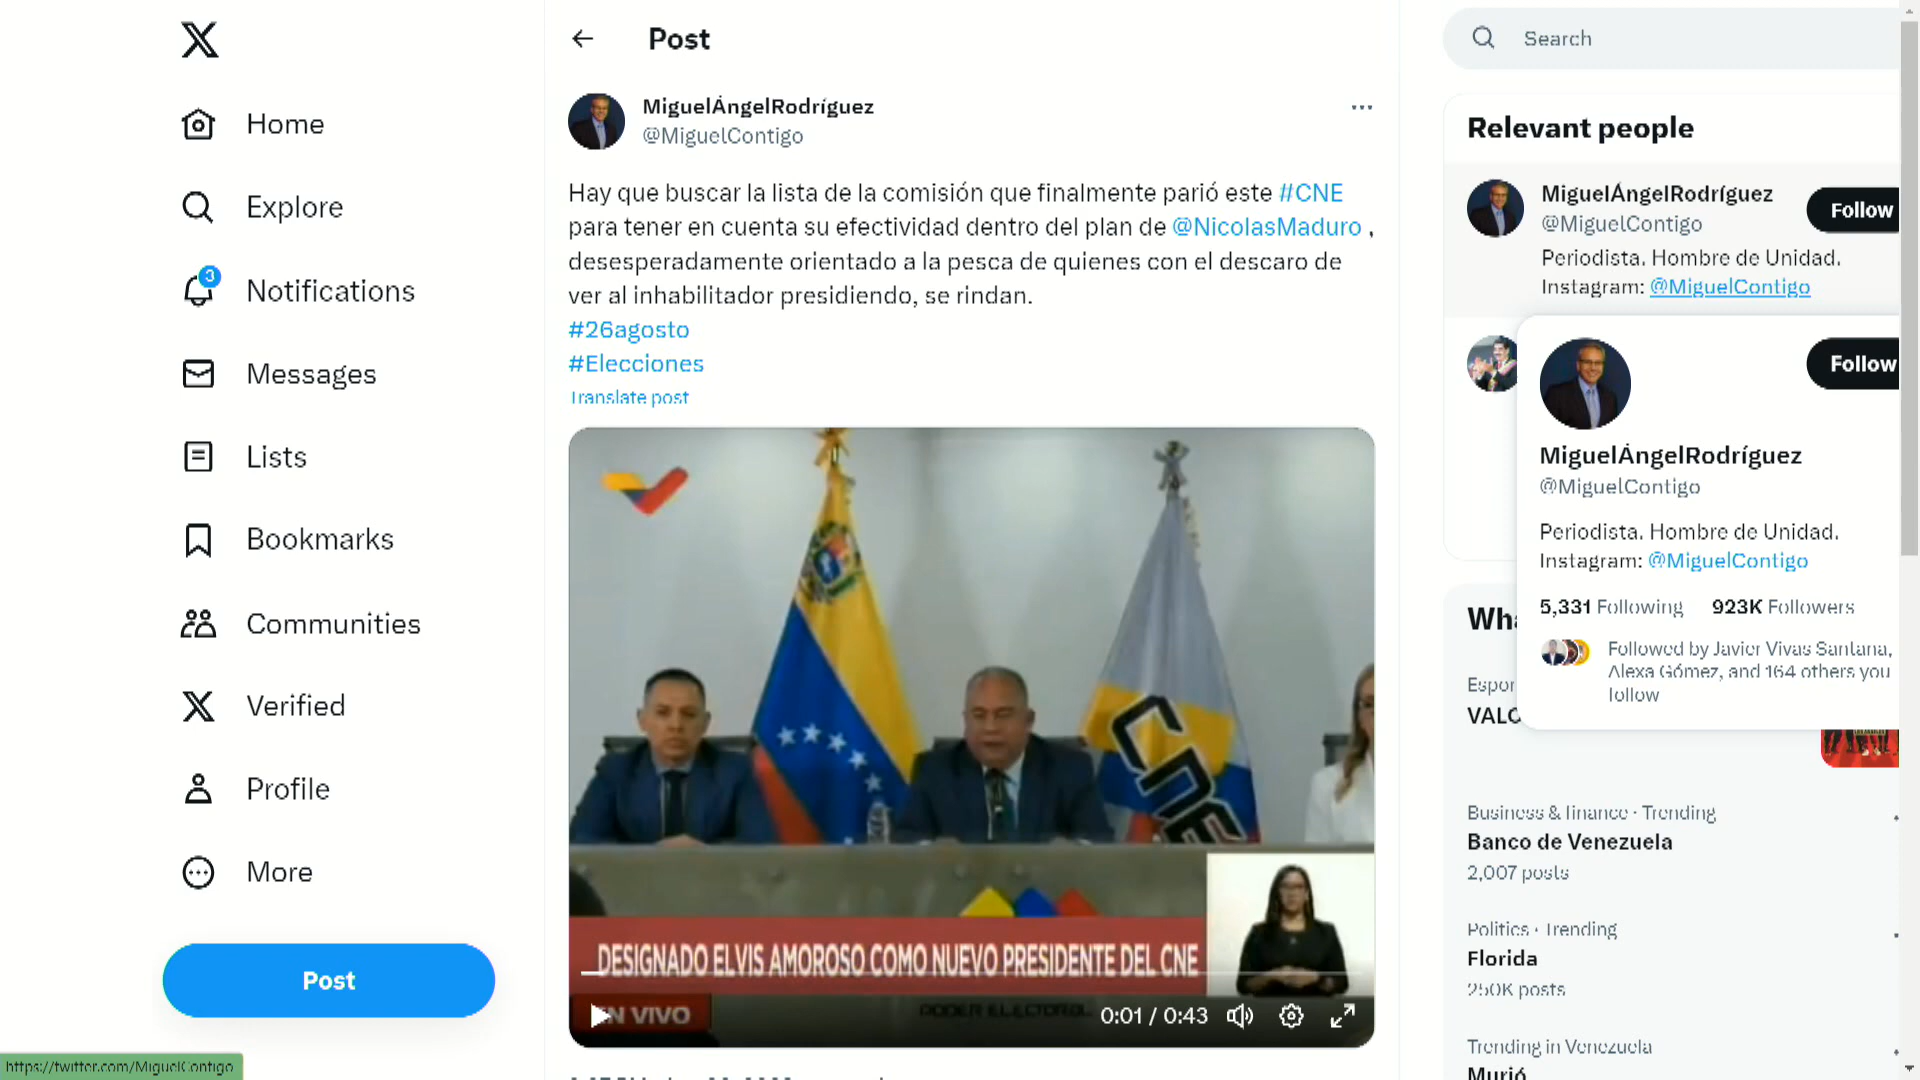 Post
Search
Home
Explore
3
Notifications
Messages
Lists
Bookmarks
Communities
Verified
Profile
More
Post
https://twitter.com/MiguelContigo
MiguelÁngelRodríguez
@MiguelContigo
Hay que buscar la lista de la comisión que finalmente parió este #CNE
para tener en cuenta su efectividad dentro del plan de @NicolasMaduro ,
desesperadamente orientado a la pesca de quienes con el descaro de
ver al inhabilitador presidiendo, se rindan.
#26agosto
#Elecciones
Translate post
CNE
DESIGNADO ELVIS AMOROSO COMO NUEVO PRESIDENTE DEL CNE
EN VIVO
PODER ELECTORAL
0:01 / 0:43
Relevant people
MiguelÁngelRodríguez
@MiguelContigo
Follow
Periodista. Hombre de Unidad.
Instagram: @MiguelContigo
Follow
MiguelÁngelRodríguez
@MiguelContigo
Periodista. Hombre de Unidad.
Instagram: @MiguelContigo
5,331 Following 923K Followers
Followed by Javier Vivas Santana,
Alexa Gómez, and 164 others you
follow
Business & finance · Trending
Banco de Venezuela
2,007 posts
Politics · Trending
Florida
250K posts
Trending in Venezuela
Murió